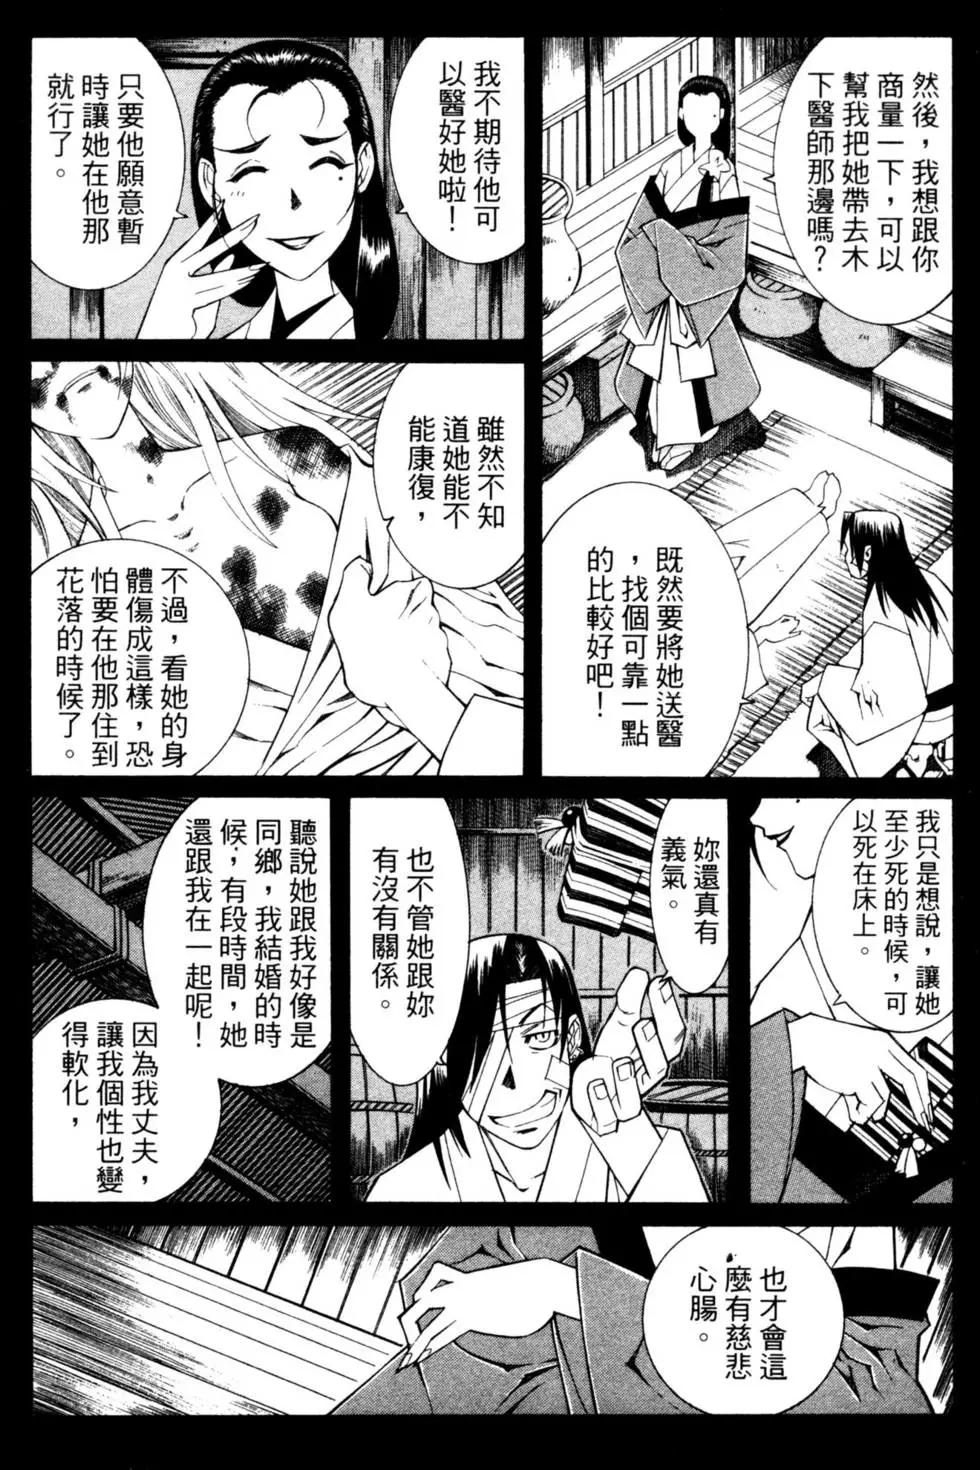 然後，我想跟你
商量一下，可以
幫我把她帶去木
下醫師那邊嗎？
既然要將她送醫
，找個可靠一點
的比較好吧！
我不期待他可
以醫好她啦！
只要他願意暫
時讓她在他那
就行了。
雖然不知
道她能不
能康復，
不過，看她的身
體傷成這樣，恐
怕要在他那住到
花落的時候了。
我只是想說，讓她
至少死的時候，可
以死在床上。
妳還真有
義氣。
也不管她跟妳
有沒有關係。
聽說她跟我好像是
同鄉，我結婚的時
候，有段時間，她
還跟我在一起呢！
因為我丈夫，
讓我個性也變
得軟化，
也才會這
麼有慈悲
心腸。